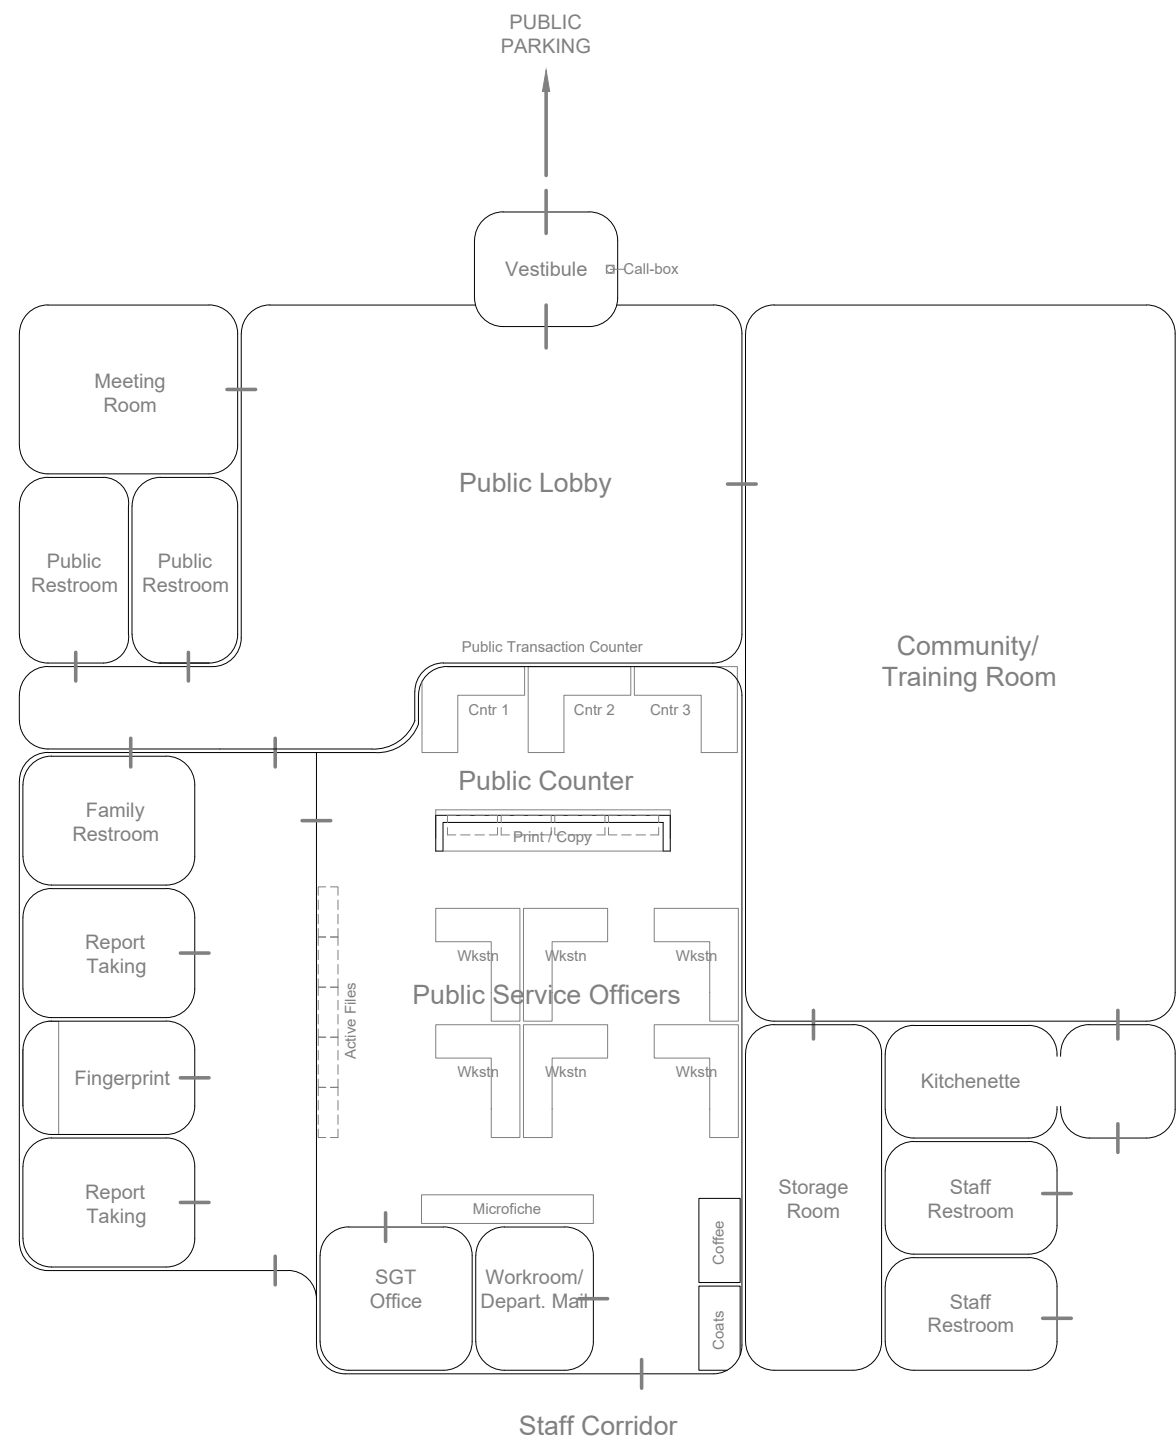 PUBLIC
PARKING
Vestibule
Call-box
Meeting
Room
Public Lobby
Public
Restroom
Public
Restroom
Public Transaction Counter
Community/
Training Room
Cntr 1
Cntr 2
Cntr 3
Public Counter
Family
Restroom
Print / Copy
Report
Taking
Wkstn
Wkstn
Wkstn
Public Service Officers
Active Files
Fingerprint
Wkstn
Wkstn
Wkstn
Kitchenette
Report
Taking
Microfiche
Storage
Room
Staff
Restroom
Coffee
SGT
Office
Workroom/
Depart. Mail
Coats
Staff
Restroom
Staff Corridor